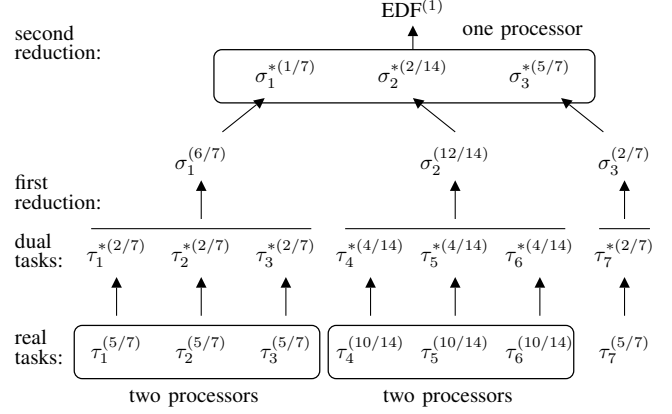 EDF^(1)
second reduction: one processor
σ_1^*(1/7) σ_2^*(2/14) σ_3^*(5/7)
σ_1^(6/7) σ_2^(12/14) σ_3^(2/7)
first reduction:
dual tasks: τ_1^*(2/7) τ_2^*(2/7) τ_3^*(2/7) τ_4^*(4/14) τ_5^*(4/14) τ_6^*(4/14) τ_7^*(2/7)
real tasks: τ_1^(5/7) τ_2^(5/7) τ_3^(5/7) τ_4^(10/14) τ_5^(10/14) τ_6^(10/14) τ_7^(5/7)
two processors two processors